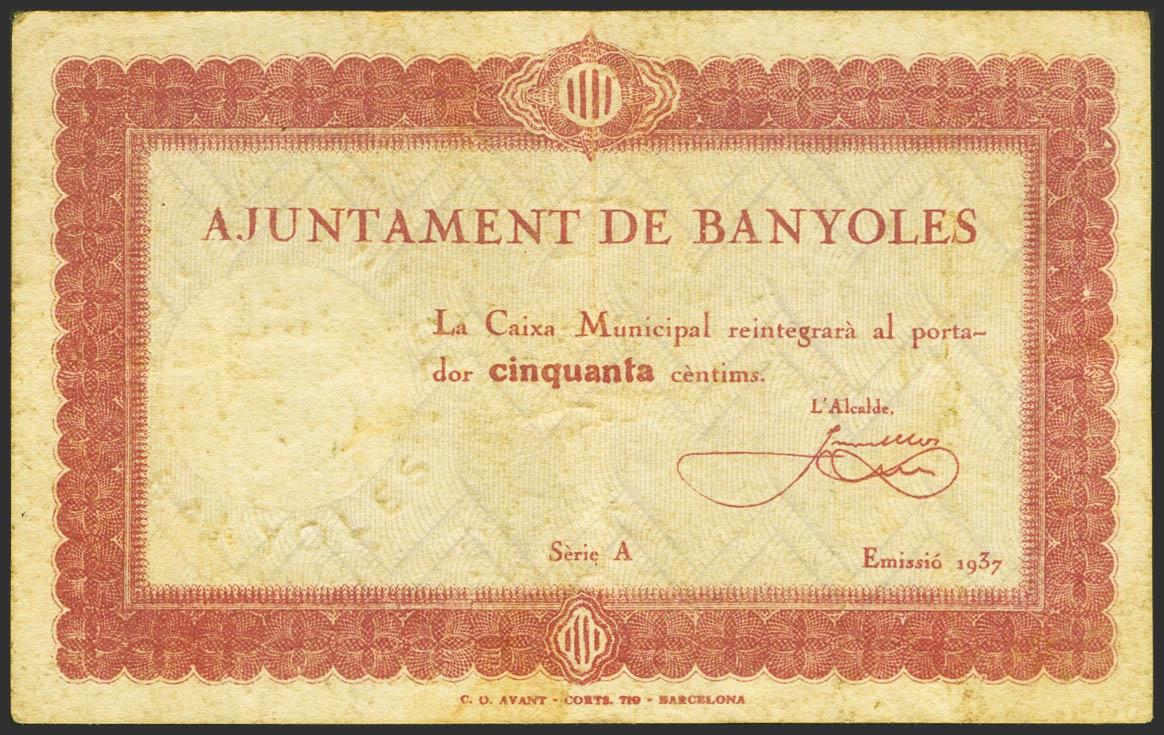 AJUNTAMENT DE BANYOLES
La Caixa Municipal reintegrarà al porta-
dor cinquanta cèntims.
L'Alcalde,
Sèrie A
Emissió 1937
C. O. AVANT - CORTS, 719 - BARCELONA